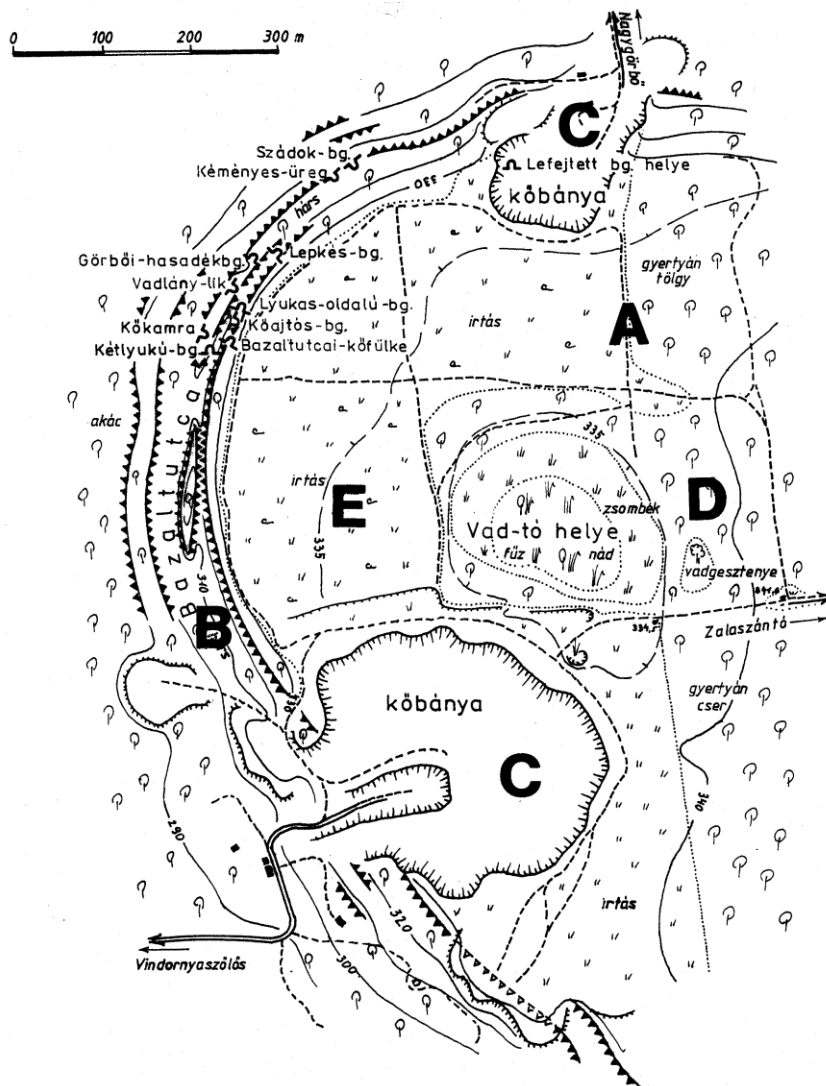 0 100 200 300 m
Nagygörbő
C
Szádok-bg.
Kéményes-üreg
Lefejtett bg. helye
330
kőbánya
hárs
Görbői-hasadékbg.
Lepkés-bg.
gyertyán
tölgy
Vadlány-lik
Lyukas-oldalú-bg.
A
irtás
Kőkamra
Kőajtós-bg.
Kétlyukú-bg.
Bazaltutcai-kőfülke
akác
335
irtás
E
D
zsombék
Bazaltutca
Vad-tó helye
fűz
nád
335
vadgesztenye
340
B
Zalaszántó
gyertyán
cser
kőbánya
C
340
290
irtás
320
Vindornyaszőlős
300